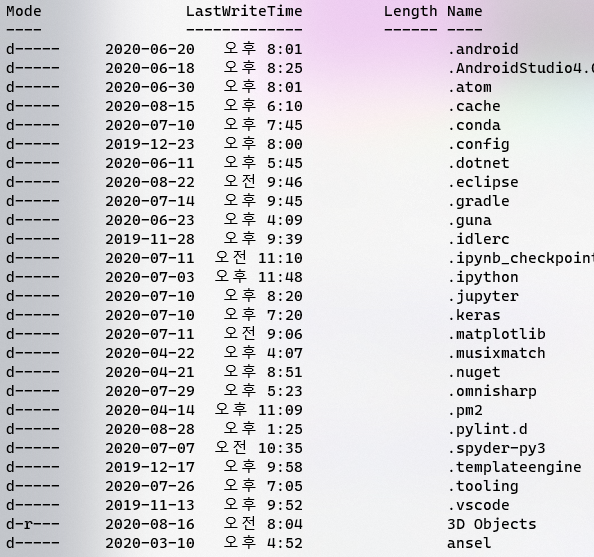 Mode LastWriteTime Length Name
---- ------------- ------ ----
d----- 2020-06-20 오후 8:01 .android
d----- 2020-06-18 오후 8:25 .AndroidStudio4.0
d----- 2020-06-30 오후 8:01 .atom
d----- 2020-08-15 오후 6:10 .cache
d----- 2020-07-10 오후 7:45 .conda
d----- 2019-12-23 오후 8:00 .config
d----- 2020-06-11 오후 5:45 .dotnet
d----- 2020-08-22 오전 9:46 .eclipse
d----- 2020-07-14 오후 9:45 .gradle
d----- 2020-06-23 오후 4:09 .guna
d----- 2019-11-28 오후 9:39 .idlerc
d----- 2020-07-11 오전 11:10 .ipynb_checkpoint
d----- 2020-07-03 오후 11:48 .ipython
d----- 2020-07-10 오후 8:20 .jupyter
d----- 2020-07-10 오후 7:20 .keras
d----- 2020-07-11 오전 9:06 .matplotlib
d----- 2020-04-22 오후 4:07 .musixmatch
d----- 2020-04-21 오후 8:51 .nuget
d----- 2020-07-29 오후 5:23 .omnisharp
d----- 2020-04-14 오후 11:09 .pm2
d----- 2020-08-28 오후 1:25 .pylint.d
d----- 2020-07-07 오전 10:35 .spyder-py3
d----- 2019-12-17 오후 9:58 .templateengine
d----- 2020-07-26 오후 7:05 .tooling
d----- 2019-11-13 오후 9:52 .vscode
d-r--- 2020-08-16 오전 8:04 3D Objects
d----- 2020-03-10 오후 4:52 ansel